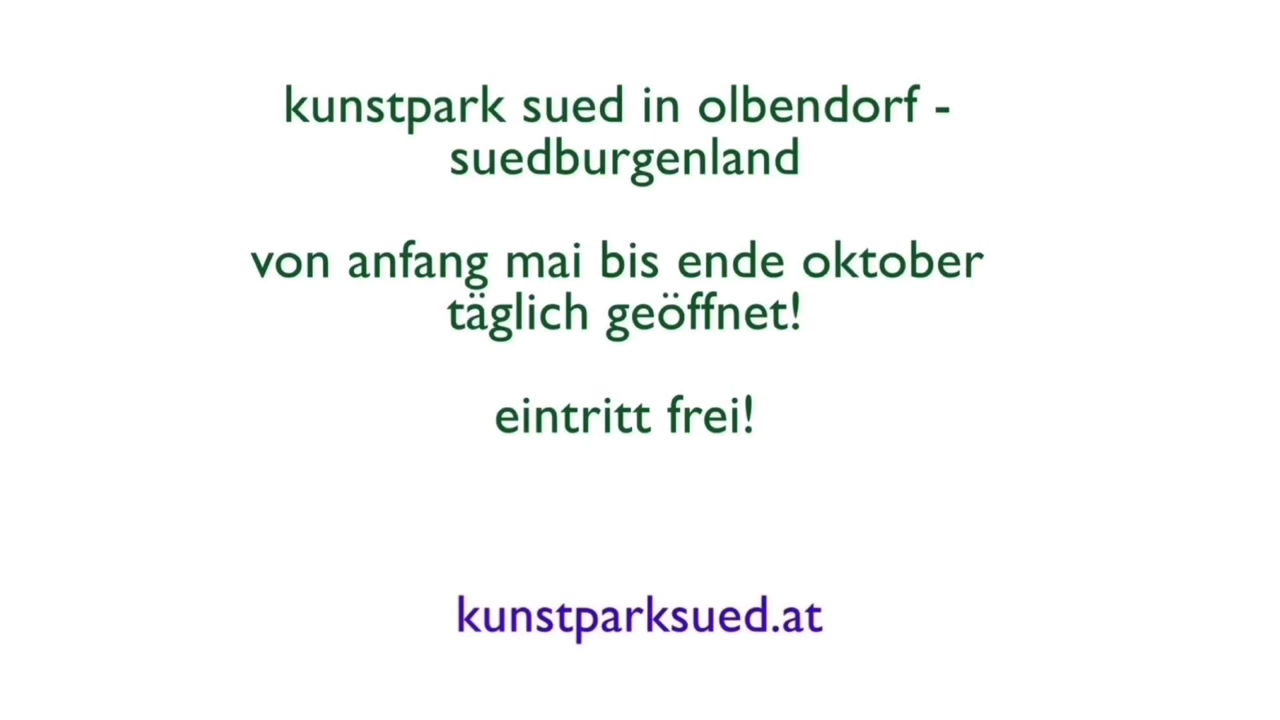 kunstpark sued in olbendorf -
suedburgenland
von anfang mai bis ende oktober
täglich geöffnet!
eintritt frei!
kunstparksued.at